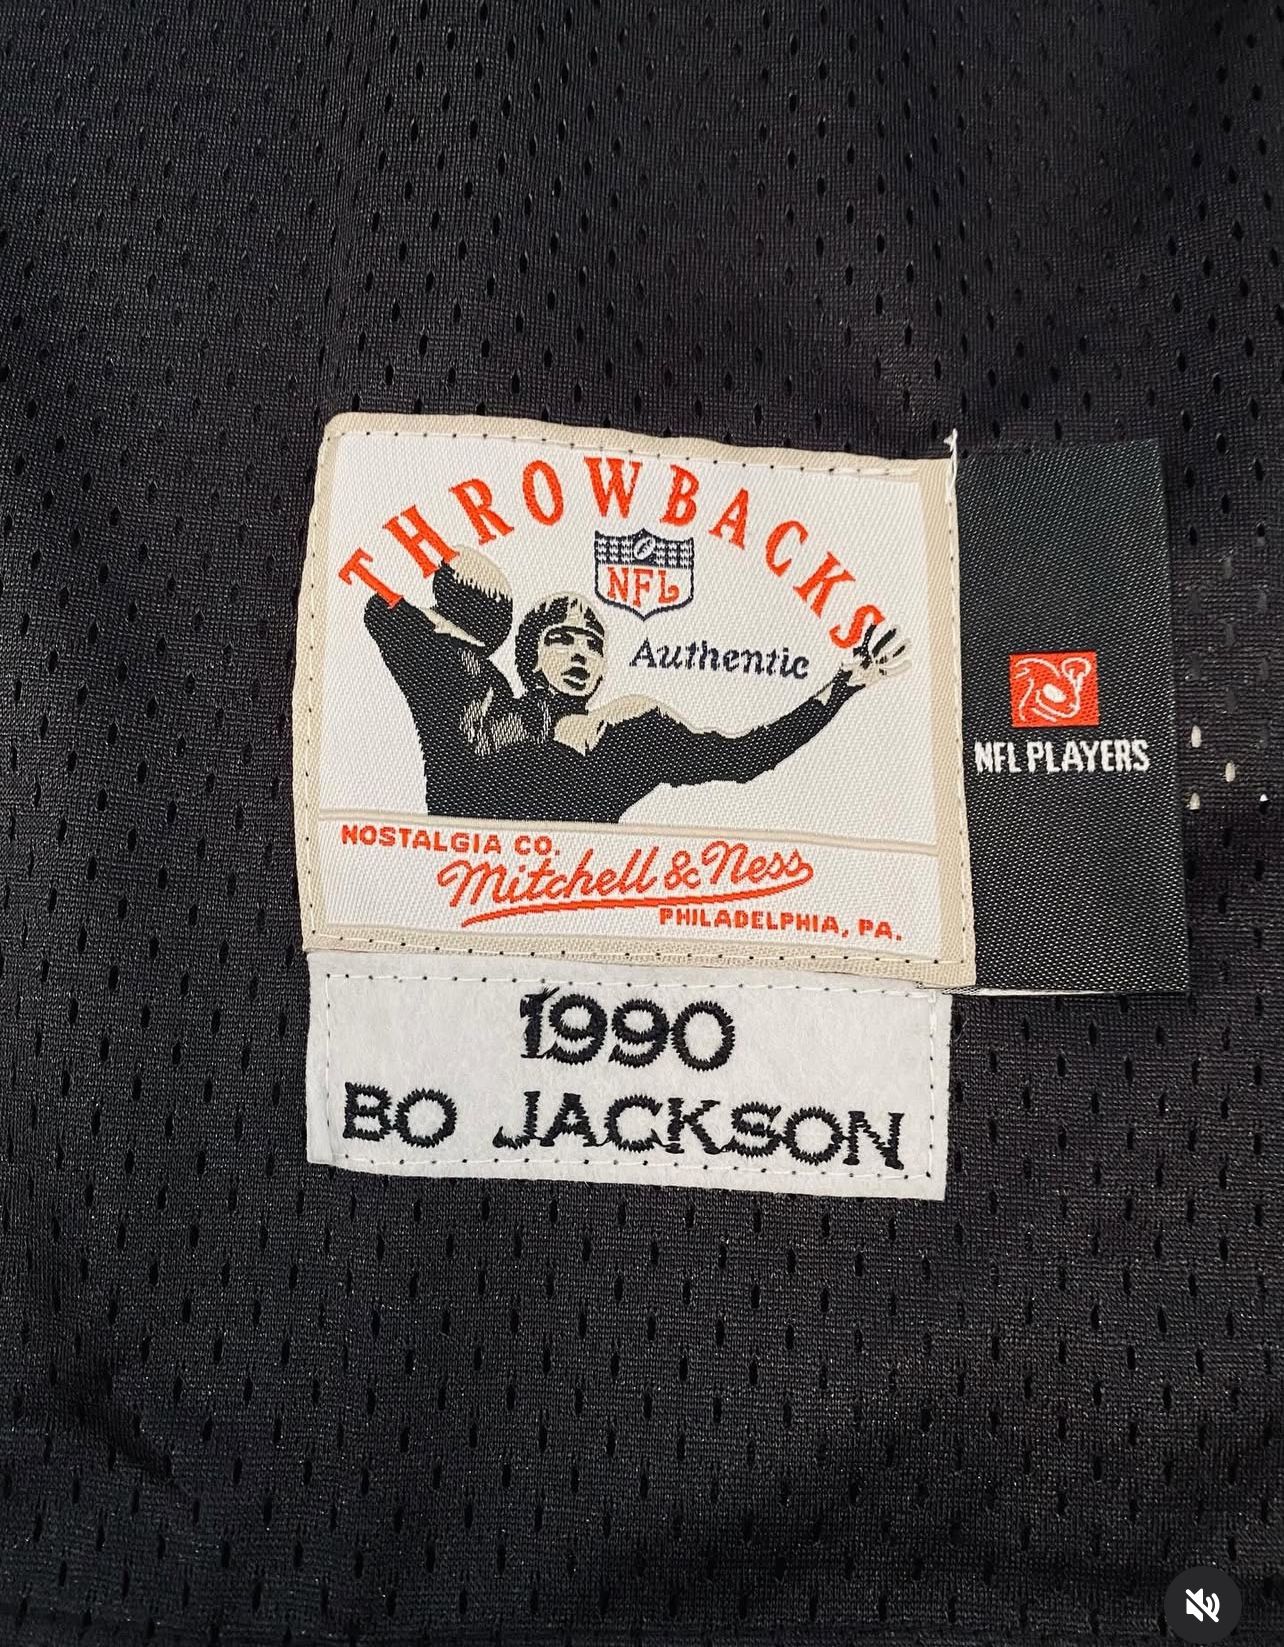 THROWBACKS
NFL
Authentic
NFL PLAYERS
NOSTALGIA CO.
Mitchell & Ness
PHILADELPHIA, PA.
1990
BO JACKSON